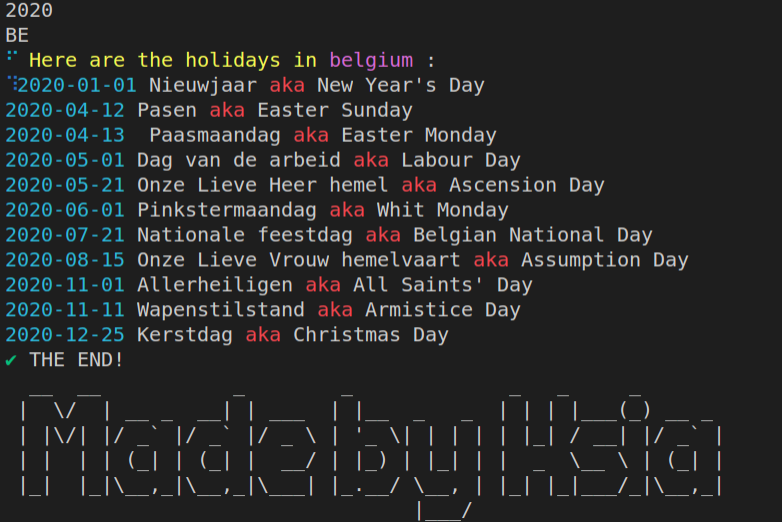 2020
BE
Here are the holidays in belgium :
2020-01-01 Nieuwjaar aka New Year's Day
2020-04-12 Pasen aka Easter Sunday
2020-04-13  Paasmaandag aka Easter Monday
2020-05-01 Dag van de arbeid aka Labour Day
2020-05-21 Onze Lieve Heer hemel aka Ascension Day
2020-06-01 Pinkstermaandag aka Whit Monday
2020-07-21 Nationale feestdag aka Belgian National Day
2020-08-15 Onze Lieve Vrouw hemelvaart aka Assumption Day
2020-11-01 Allerheiligen aka All Saints' Day
2020-11-11 Wapenstilstand aka Armistice Day
2020-12-25 Kerstdag aka Christmas Day
✔ THE END!
Made by Ksia